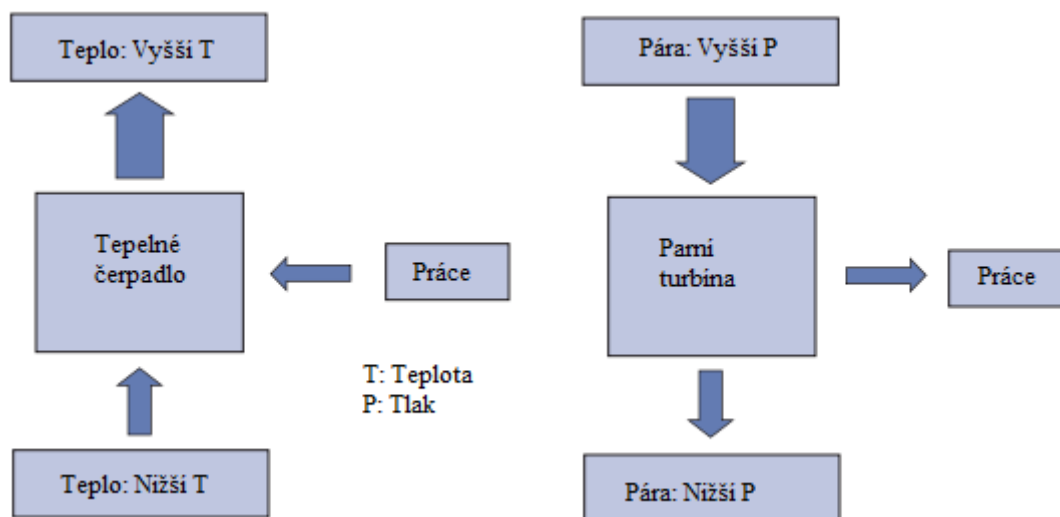 Teplo: Vyšší T
Tepelné
čerpadlo
Práce
T: Teplota
P: Tlak
Teplo: Nižší T
Pára: Vyšší P
Parní
turbína
Práce
Pára: Nižší P